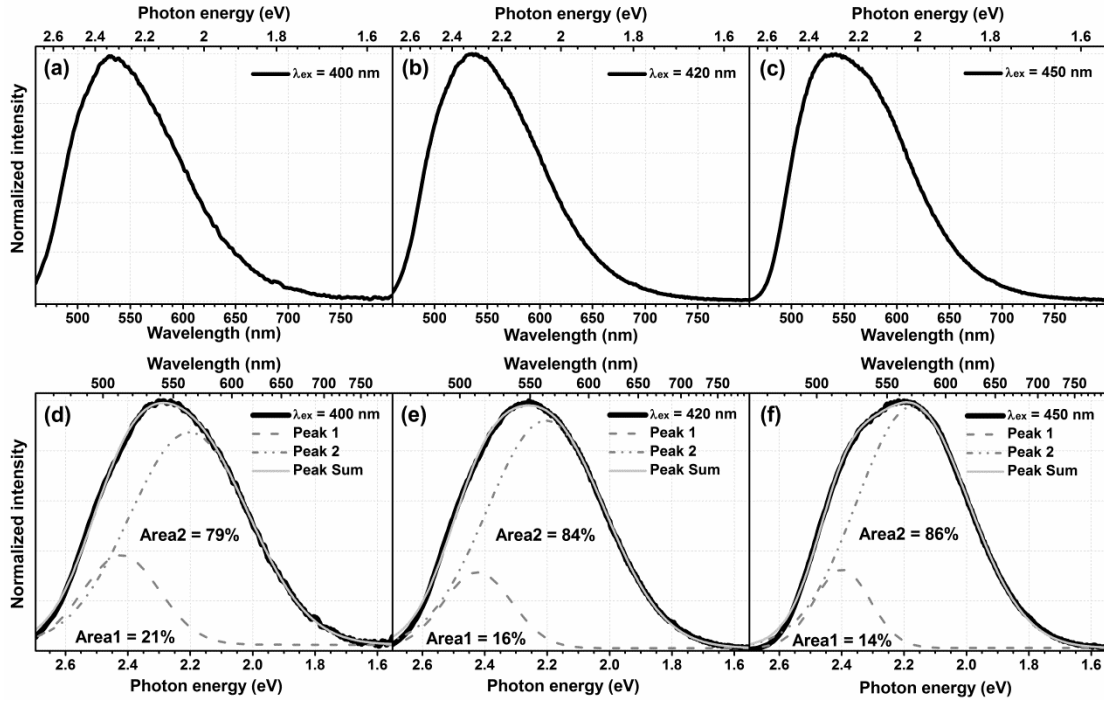 Photon energy (eV) Photon energy (eV) Photon energy (eV)
2.6 2.4 2.2 2 1.8 1.6 2.6 2.4 2.2 2 1.8 1.6 2.6 2.4 2.2 2 1.8 1.6
(a) λex = 400 nm (b) λex = 420 nm (c) λex = 450 nm
Normalized intensity
500 550 600 650 700 750 500 550 600 650 700 750 500 550 600 650 700 750
Wavelength (nm) Wavelength (nm) Wavelength (nm)
Wavelength (nm) Wavelength (nm) Wavelength (nm)
500 550 600 650 700 750 500 550 600 650 700 750 500 550 600 650 700 750
(d) λex = 400 nm (e) λex = 420 nm (f) λex = 450 nm
Peak 1 Peak 1 Peak 1
Peak 2 Peak 2 Peak 2
Peak Sum Peak Sum Peak Sum
Normalized intensity
Area2 = 79% Area2 = 84% Area2 = 86%
Area1 = 21% Area1 = 16% Area1 = 14%
2.6 2.4 2.2 2.0 1.8 1.6 2.6 2.4 2.2 2.0 1.8 1.6 2.6 2.4 2.2 2.0 1.8 1.6
Photon energy (eV) Photon energy (eV) Photon energy (eV)